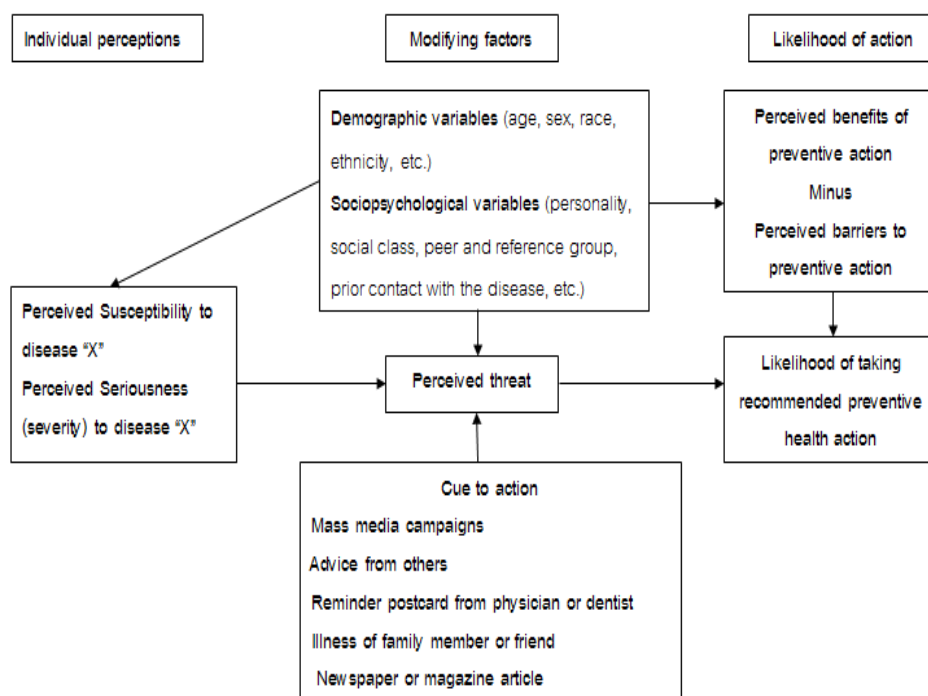 Individual perceptions
Modifying factors
Likelihood of action
Demographic variables (age, sex, race,
ethnicity, etc.)
Sociopsychological variables (personality,
social class, peer and reference group,
prior contact with the disease, etc.)
Perceived benefits of
preventive action
Minus
Perceived barriers to
preventive action
Perceived Susceptibility to
disease “X”
Perceived Seriousness
(severity) to disease “X”
Perceived threat
Likelihood of taking
recommended preventive
health action
Cue to action
Mass media campaigns
Advice from others
Reminder postcard from physician or dentist
Illness of family member or friend
Newspaper or magazine article